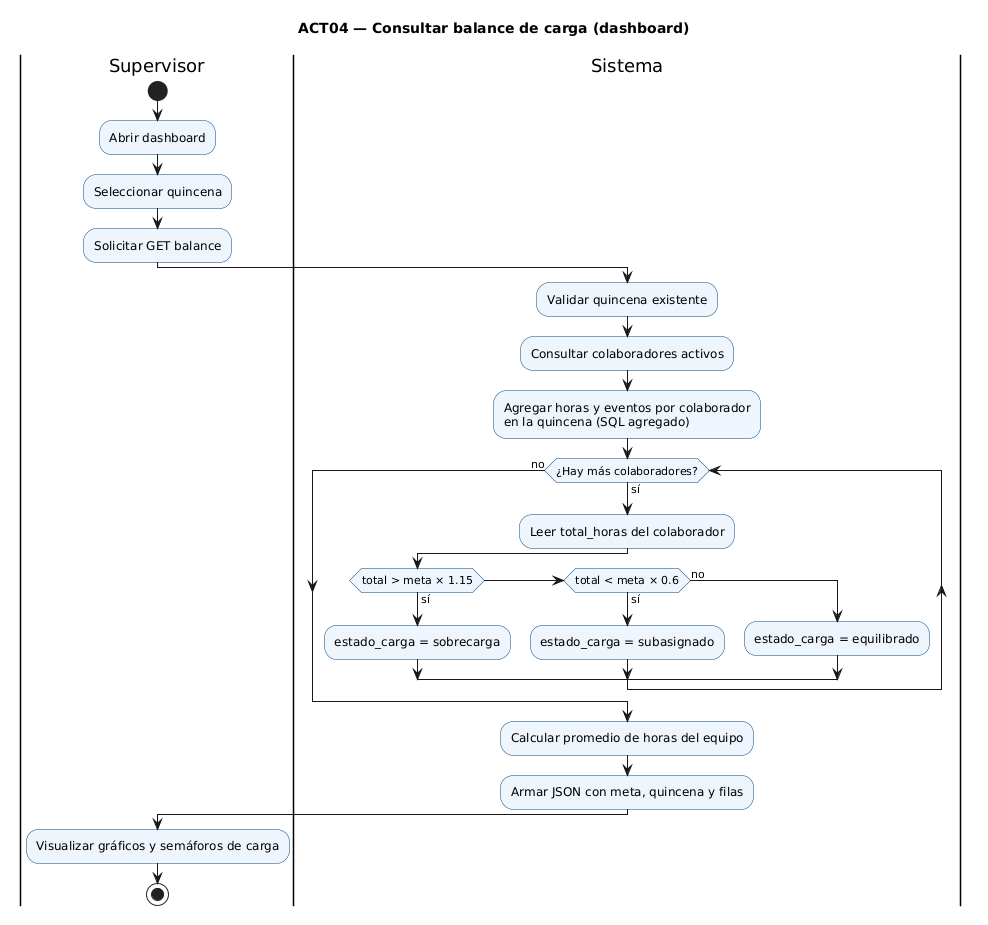 ACT04 — Consultar balance de carga (dashboard)
Supervisor
Sistema
Abrir dashboard
Seleccionar quincena
Solicitar GET balance
Validar quincena existente
Consultar colaboradores activos
Agregar horas y eventos por colaborador
en la quincena (SQL agregado)
no
¿Hay más colaboradores?
sí
Leer total_horas del colaborador
total > meta × 1.15
total < meta × 0.6
no
sí
sí
estado_carga = sobrecarga
estado_carga = subasignado
estado_carga = equilibrado
Calcular promedio de horas del equipo
Armar JSON con meta, quincena y filas
Visualizar gráficos y semáforos de carga